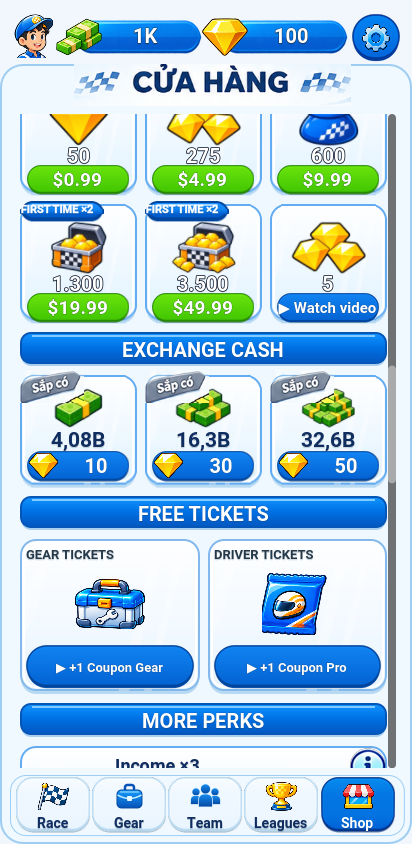 1K
100
CỬA HÀNG
50
275
600
$0.99
$4.99
$9.99
FIRST TIME ×2
FIRST TIME ×2
1.300
3.500
5
$19.99
$49.99
▶ Watch video
EXCHANGE CASH
Sắp có
Sắp có
Sắp có
4,08B
16,3B
32,6B
10
30
50
FREE TICKETS
GEAR TICKETS
DRIVER TICKETS
▶ +1 Coupon Gear
▶ +1 Coupon Pro
MORE PERKS
Income ×3
i
Race
Gear
Team
Leagues
Shop